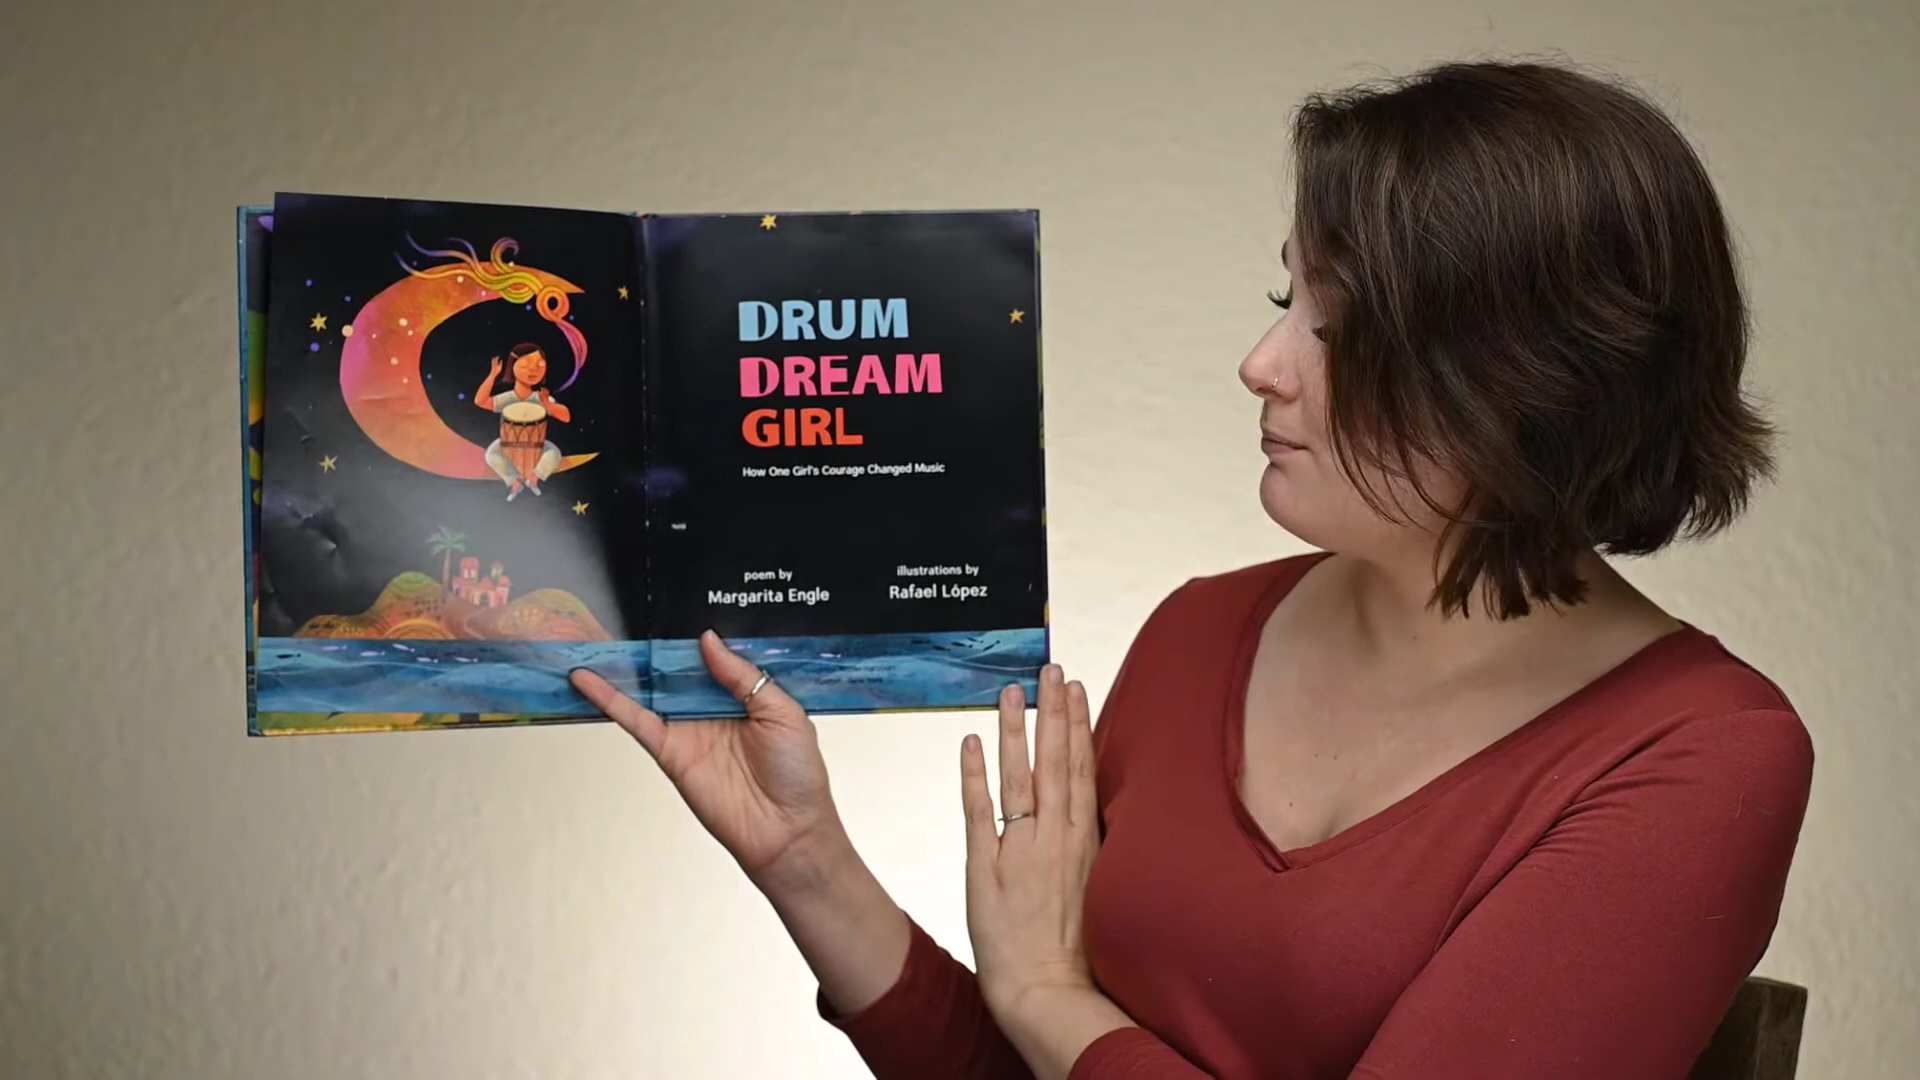 DRUM
DREAM
GIRL
How One Girl's Courage Changed Music
poem by
Margarita Engle
illustrations by
Rafael López